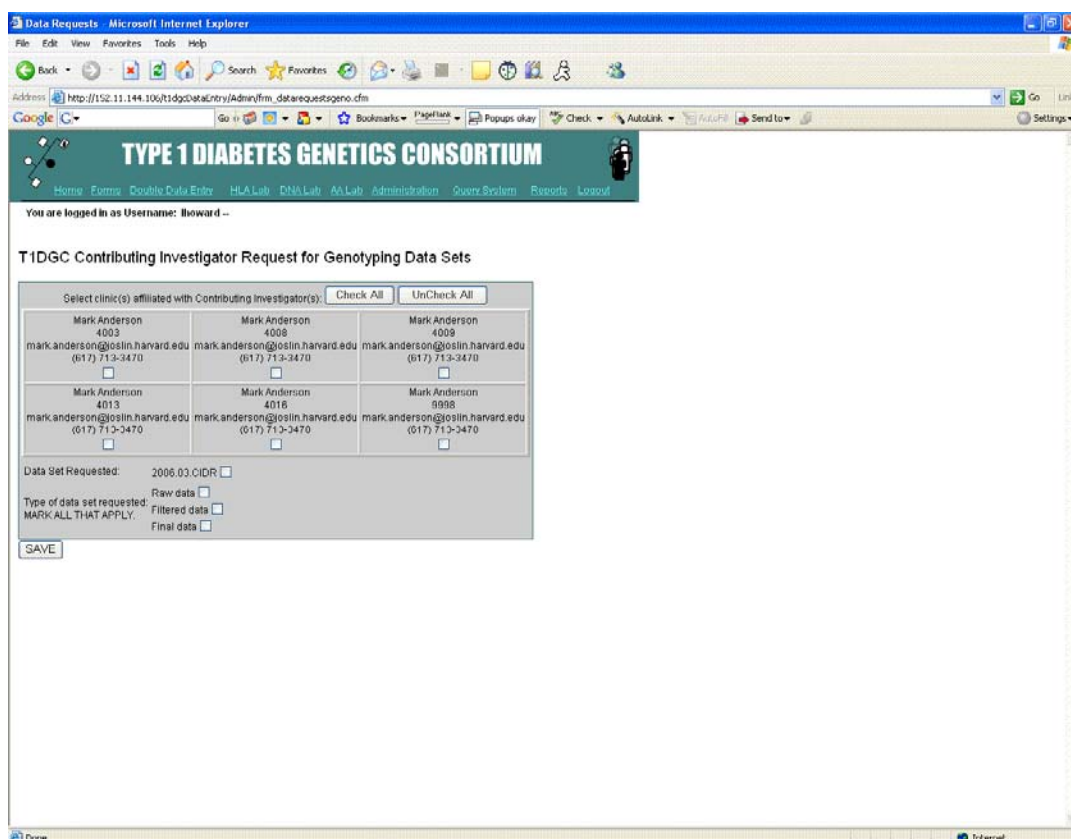 Data Requests - Microsoft Internet Explorer
File Edit View Favorites Tools Help
Back Search Favorites
Address http://152.11.144.106/t1dgcDataEntry/Admin/frm_datarequestsgeno.cfm Go
Google Go Bookmarks PageRank Popups okay Check AutoLink AutoFill Send to Settings
TYPE 1 DIABETES GENETICS CONSORTIUM
Home Forms Double Data Entry HLA Lab DNA Lab AA Lab Administration Query System Reports Logout
You are logged in as Username: lhoward --
T1DGC Contributing Investigator Request for Genotyping Data Sets
Select clinic(s) affiliated with Contributing Investigator(s): Check All UnCheck All
Mark Anderson Mark Anderson Mark Anderson
4003 4008 4009
mark.anderson@joslin.harvard.edu mark.anderson@joslin.harvard.edu mark.anderson@joslin.harvard.edu
(617) 713-3470 (617) 713-3470 (617) 713-3470
Mark Anderson Mark Anderson Mark Anderson
4013 4016 9998
mark.anderson@joslin.harvard.edu mark.anderson@joslin.harvard.edu mark.anderson@joslin.harvard.edu
(617) 713-3470 (617) 713-3470 (617) 713-3470
Data Set Requested: 2006.03.CIDR
Raw data
Type of data set requested:
MARK ALL THAT APPLY.
Filtered data
Final data
SAVE
Done Internet